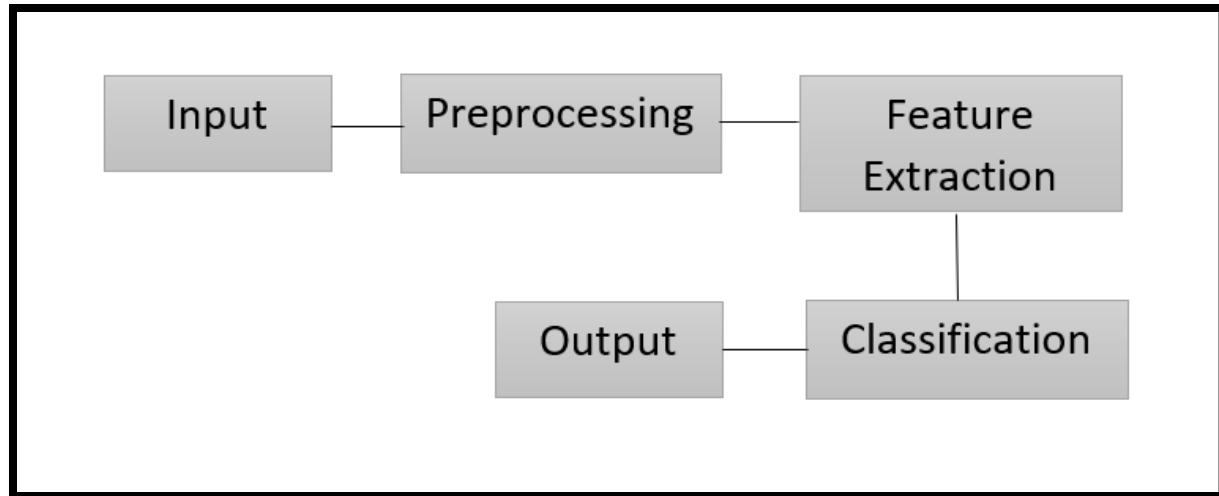 Input
Preprocessing
Feature
Extraction
Classification
Output